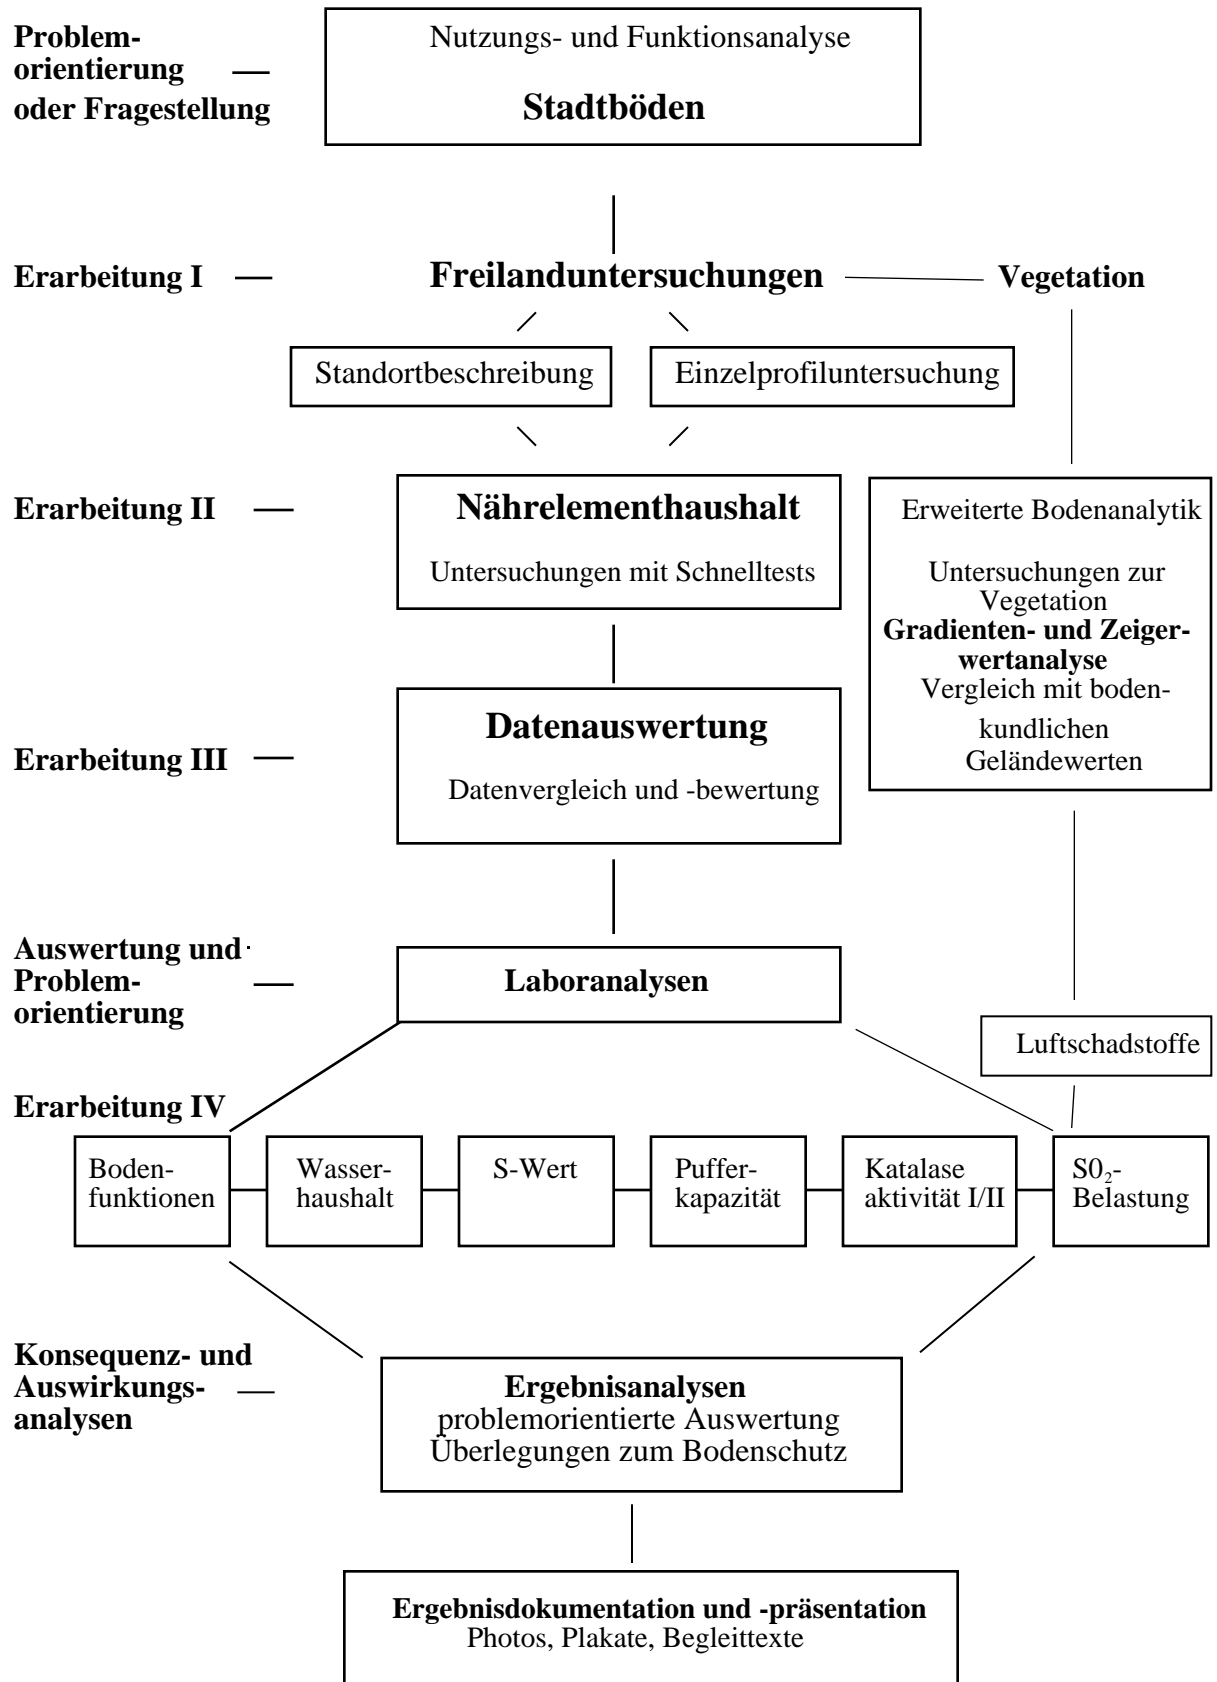 Problem-
orientierung —
oder Fragestellung
Nutzungs- und Funktionsanalyse
Stadtböden
Erarbeitung I —
Freilanduntersuchungen
Vegetation
Standortbeschreibung
Einzelprofiluntersuchung
Erarbeitung II —
Nährelementhaushalt
Untersuchungen mit Schnelltests
Erweiterte Bodenanalytik
Untersuchungen zur
Vegetation
Gradienten- und Zeiger-
wertanalyse
Vergleich mit boden-
kundlichen
Geländewerten
Erarbeitung III —
Datenauswertung
Datenvergleich und -bewertung
Auswertung und
Problem- —
orientierung
Laboranalysen
Luftschadstoffe
Erarbeitung IV
Boden-
funktionen
Wasser-
haushalt
S-Wert
Puffer-
kapazität
Katalase
aktivität I/II
S0₂-
Belastung
Konsequenz- und
Auswirkungs- —
analysen
Ergebnisanalysen
problemorientierte Auswertung
Überlegungen zum Bodenschutz
Ergebnisdokumentation und -präsentation
Photos, Plakate, Begleittexte